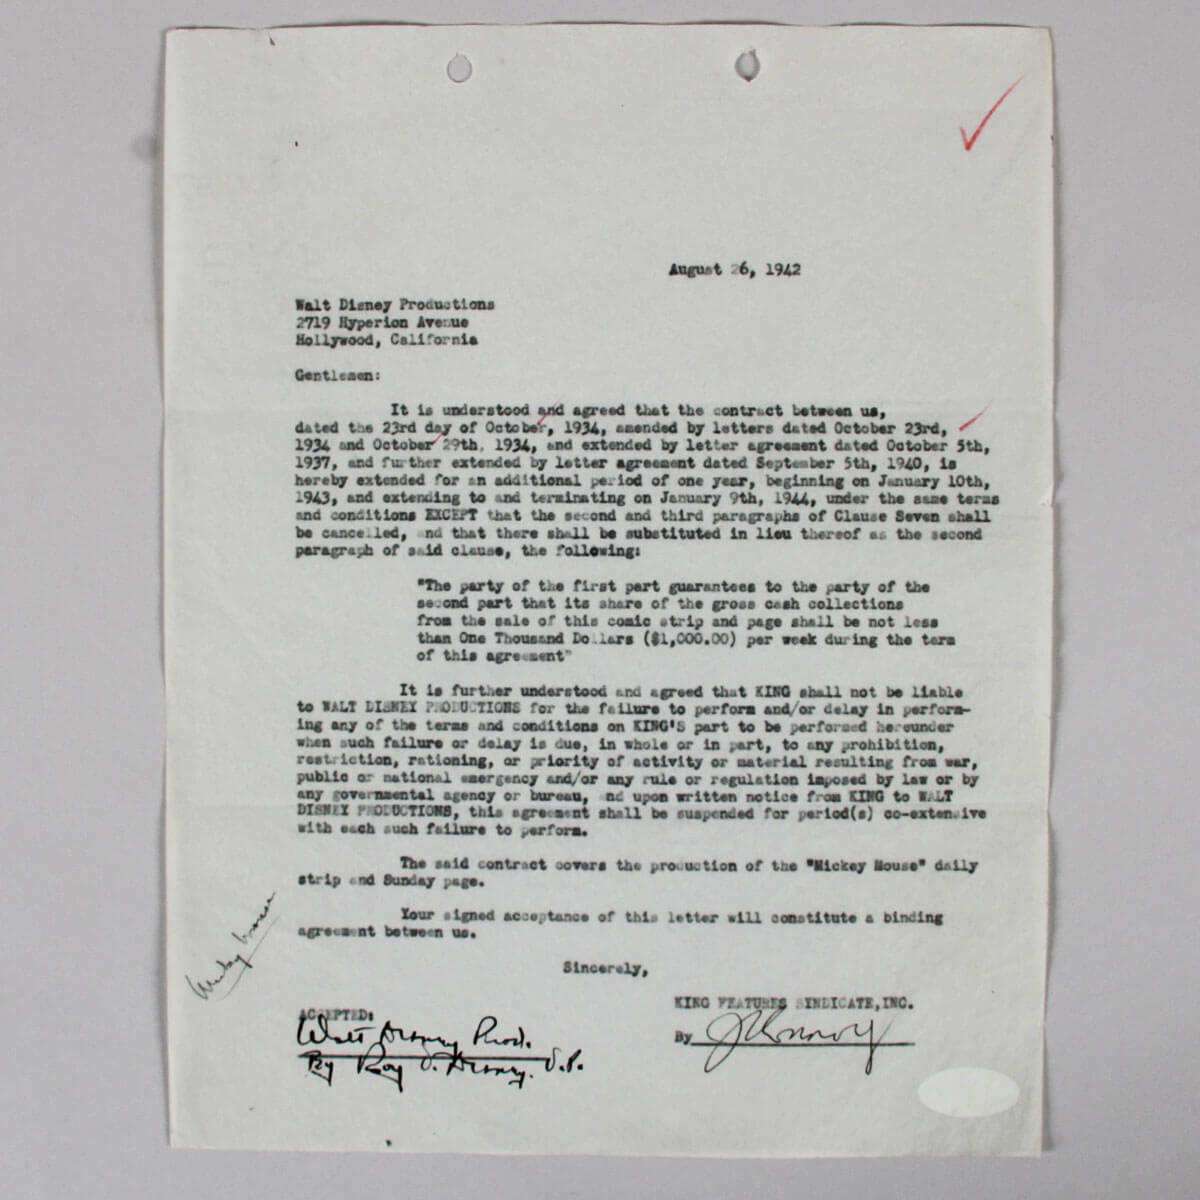 August 26, 1942
Walt Disney Productions
2719 Hyperion Avenue
Hollywood, California
Gentlemen:
It is understood and agreed that the contract between us,
dated the 23rd day of October, 1934, amended by letters dated October 23rd,
1934 and October 29th, 1934, and extended by letter agreement dated October 5th,
1937, and further extended by letter agreement dated September 5th, 1940, is
hereby extended for an additional period of one year, beginning on January 10th,
1943, and extending to and terminating on January 9th, 1944, under the same terms
and conditions EXCEPT that the second and third paragraphs of Clause Seven shall
be cancelled, and that there shall be substituted in lieu thereof as the second
paragraph of said clause, the following:
"The party of the first part guarantees to the party of the
second part that its share of the gross cash collections
from the sale of this comic strip and page shall be not less
than One Thousand Dollars ($1,000.00) per week during the term
of this agreement"
It is further understood and agreed that KING shall not be liable
to WALT DISNEY PRODUCTIONS for the failure to perform and/or delay in perform-
ing any of the terms and conditions on KING'S part to be performed hereunder
when such failure or delay is due, in whole or in part, to any prohibition,
restriction, rationing, or priority of activity or material resulting from war,
public or national emergency and/or any rule or regulation imposed by law or by
any governmental agency or bureau, and upon written notice from KING to WALT
DISNEY PRODUCTIONS, this agreement shall be suspended for period(s) co-extensive
with each such failure to perform.
The said contract covers the production of the "Mickey Mouse" daily
strip and Sunday page.
Your signed acceptance of this letter will constitute a binding
agreement between us.
Sincerely,
Mickey Mouse
KING FEATURES SINDICATE,INC.
ACCEPTED:
Walt Disney Prod.
By
By Roy O. Disney. V.P.